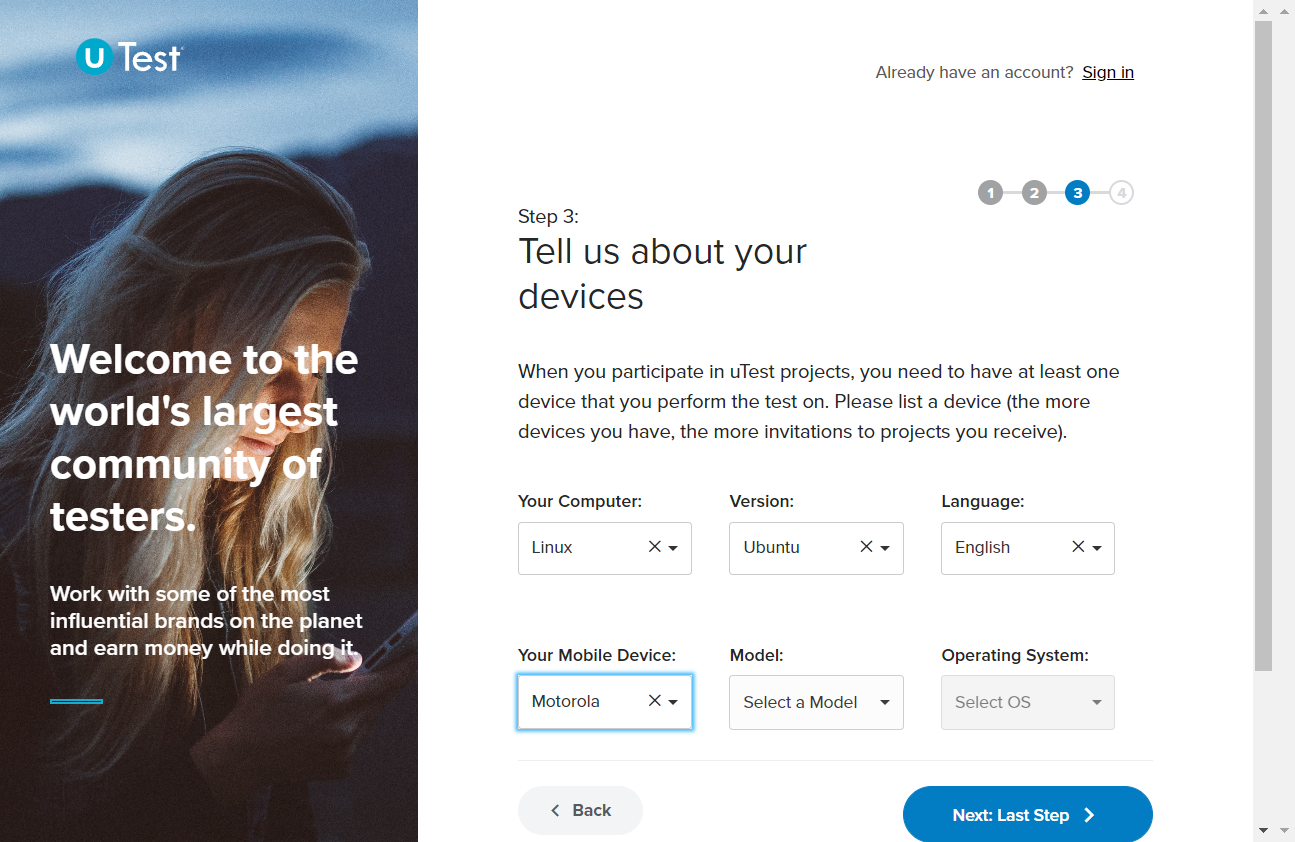 U Test
Already have an account? Sign in
1 2 3 4
Step 3:
Tell us about your
devices
Welcome to the
world's largest
community of
testers.
When you participate in uTest projects, you need to have at least one
device that you perform the test on. Please list a device (the more
devices you have, the more invitations to projects you receive).
Work with some of the most
influential brands on the planet
and earn money while doing it.
Your Computer: Version: Language:
Linux Ubuntu English
Your Mobile Device: Model: Operating System:
Motorola Select a Model Select OS
Back Next: Last Step